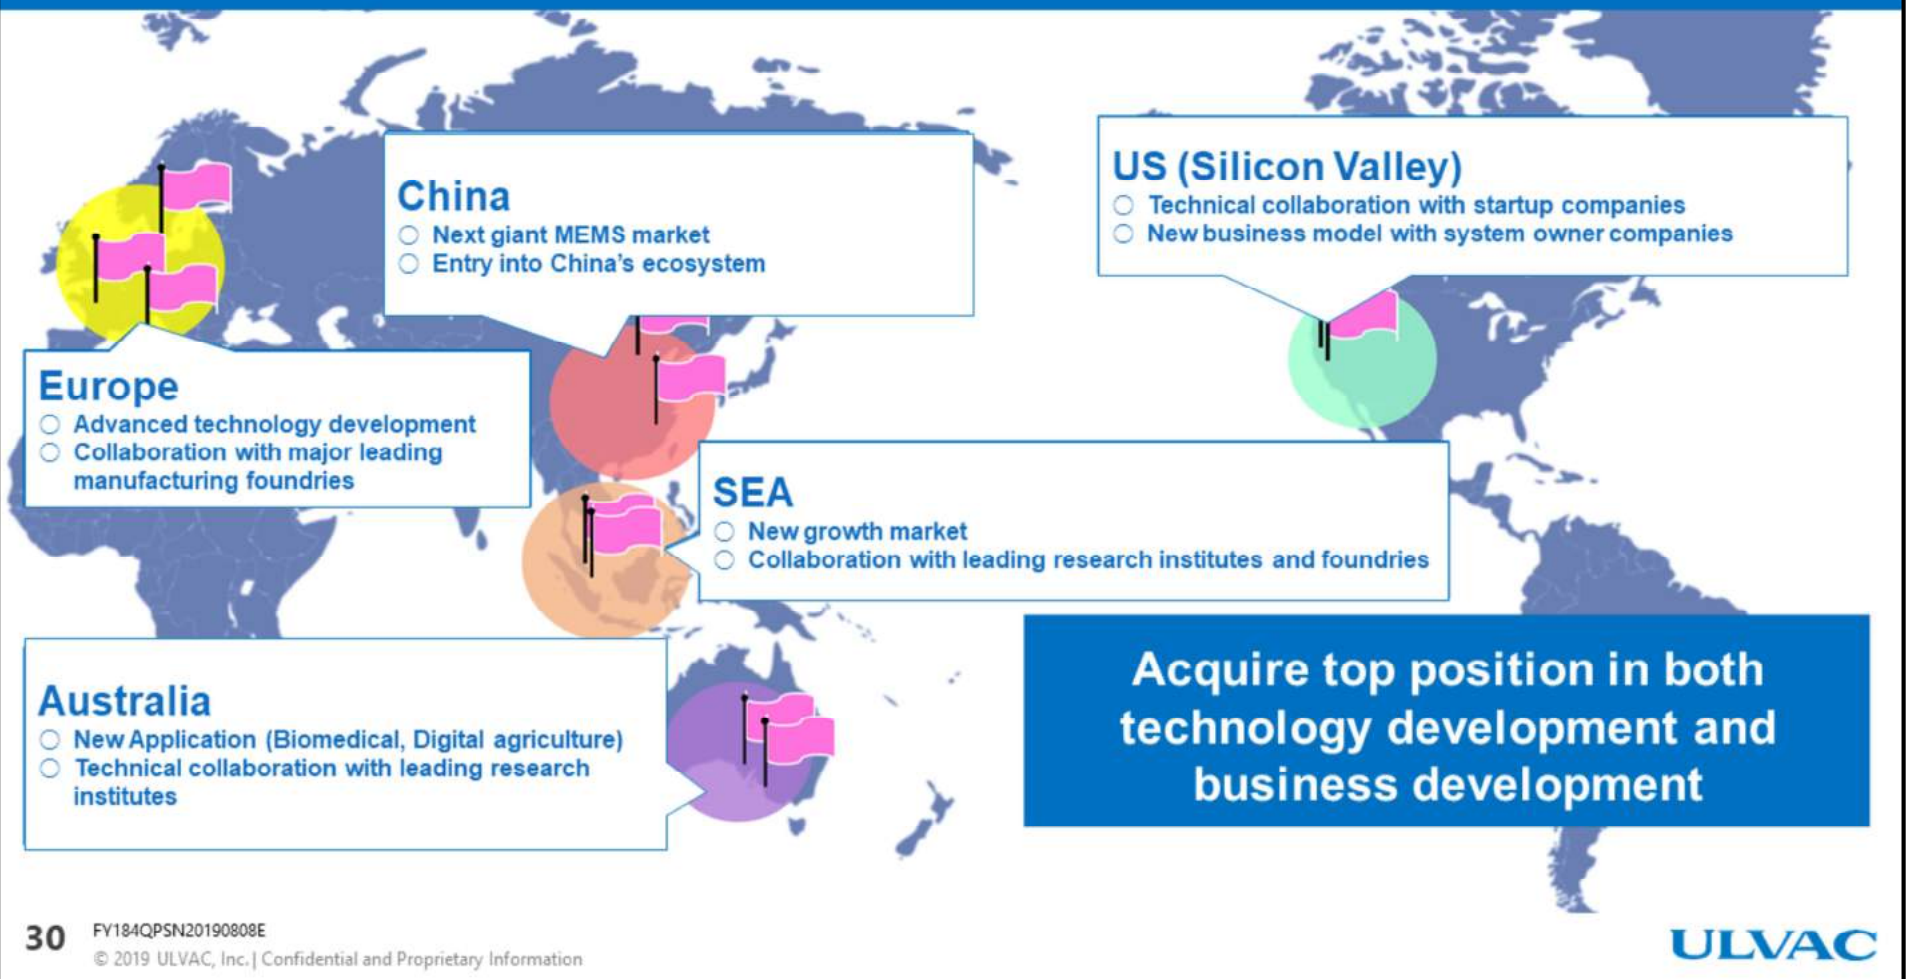 China
○ Next giant MEMS market
○ Entry into China's ecosystem
US (Silicon Valley)
○ Technical collaboration with startup companies
○ New business model with system owner companies
Europe
○ Advanced technology development
○ Collaboration with major leading
manufacturing foundries
SEA
○ New growth market
○ Collaboration with leading research institutes and foundries
Australia
○ New Application (Biomedical, Digital agriculture)
○ Technical collaboration with leading research
institutes
Acquire top position in both
technology development and
business development
30
FY184QPSN20190808E
© 2019 ULVAC, Inc. | Confidential and Proprietary Information
ULVAC